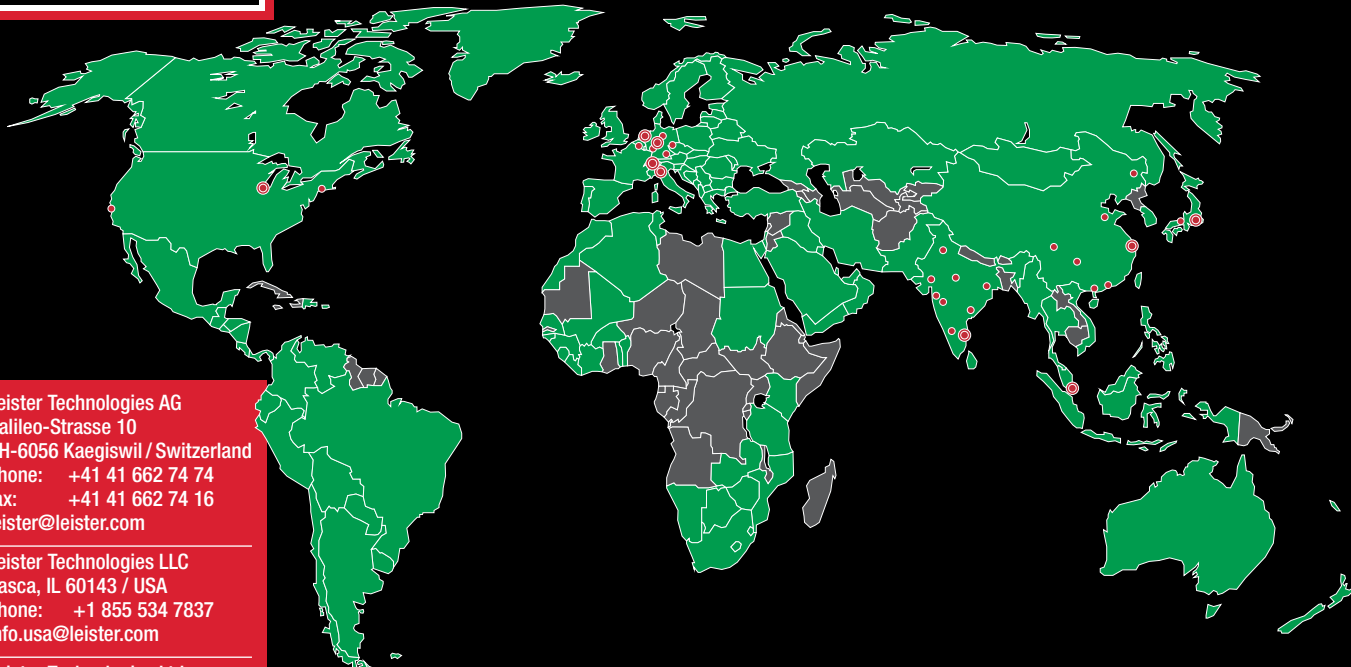 eister Technologies AG
alileo-Strasse 10
H-6056 Kaegiswil / Switzerland
hone: +41 41 662 74 74
ax: +41 41 662 74 16
eister@leister.com
eister Technologies LLC
asca, IL 60143 / USA
hone: +1 855 534 7837
nfo.usa@leister.com